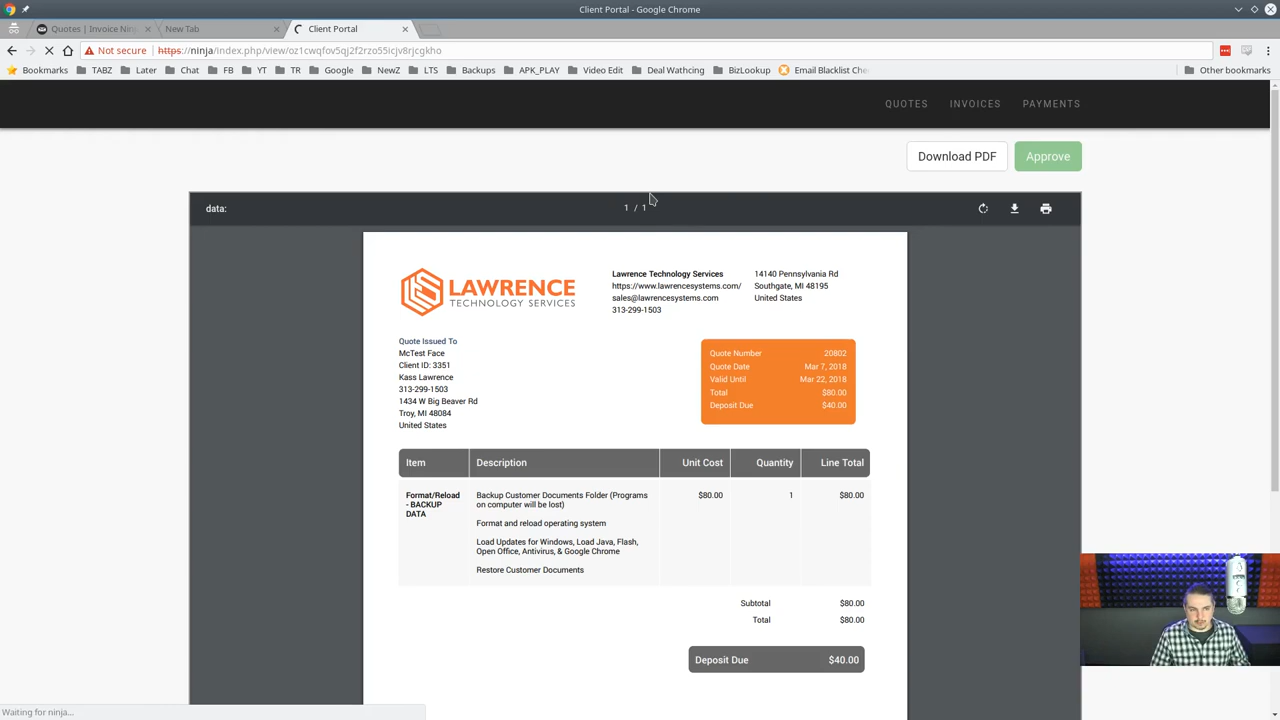 Client Portal - Google Chrome
Quotes | Invoice Nin
New Tab
Client Portal
Not secure https://ninja/index.php/view/oz1cwqfov5qj2f2rzo55icjv8rjcgkho
Bookmarks TABZ Later Chat FB YT TR Google NewZ LTS Backups APK_PLAY Video Edit Deal Wathcing BizLookup Email Blacklist Che Other bookmarks
QUOTES INVOICES PAYMENTS
Download PDF Approve
data: 1 / 1
LAWRENCE
TECHNOLOGY SERVICES
Lawrence Technology Services
https://www.lawrencesystems.com/
sales@lawrencesystems.com
313-299-1503
14140 Pennsylvania Rd
Southgate, MI 48195
United States
Quote Issued To
McTest Face
Client ID: 3351
Kass Lawrence
313-299-1503
1434 W Big Beaver Rd
Troy, MI 48084
United States
Quote Number 20802
Quote Date Mar 7, 2018
Valid Until Mar 22, 2018
Total $80.00
Deposit Due $40.00
Item Description Unit Cost Quantity Line Total
Format/Reload
- BACKUP
DATA
Backup Customer Documents Folder (Programs
on computer will be lost)
Format and reload operating system
Load Updates for Windows, Load Java, Flash,
Open Office, Antivirus, & Google Chrome
Restore Customer Documents
$80.00 1 $80.00
Subtotal $80.00
Total $80.00
Deposit Due $40.00
Waiting for ninja...